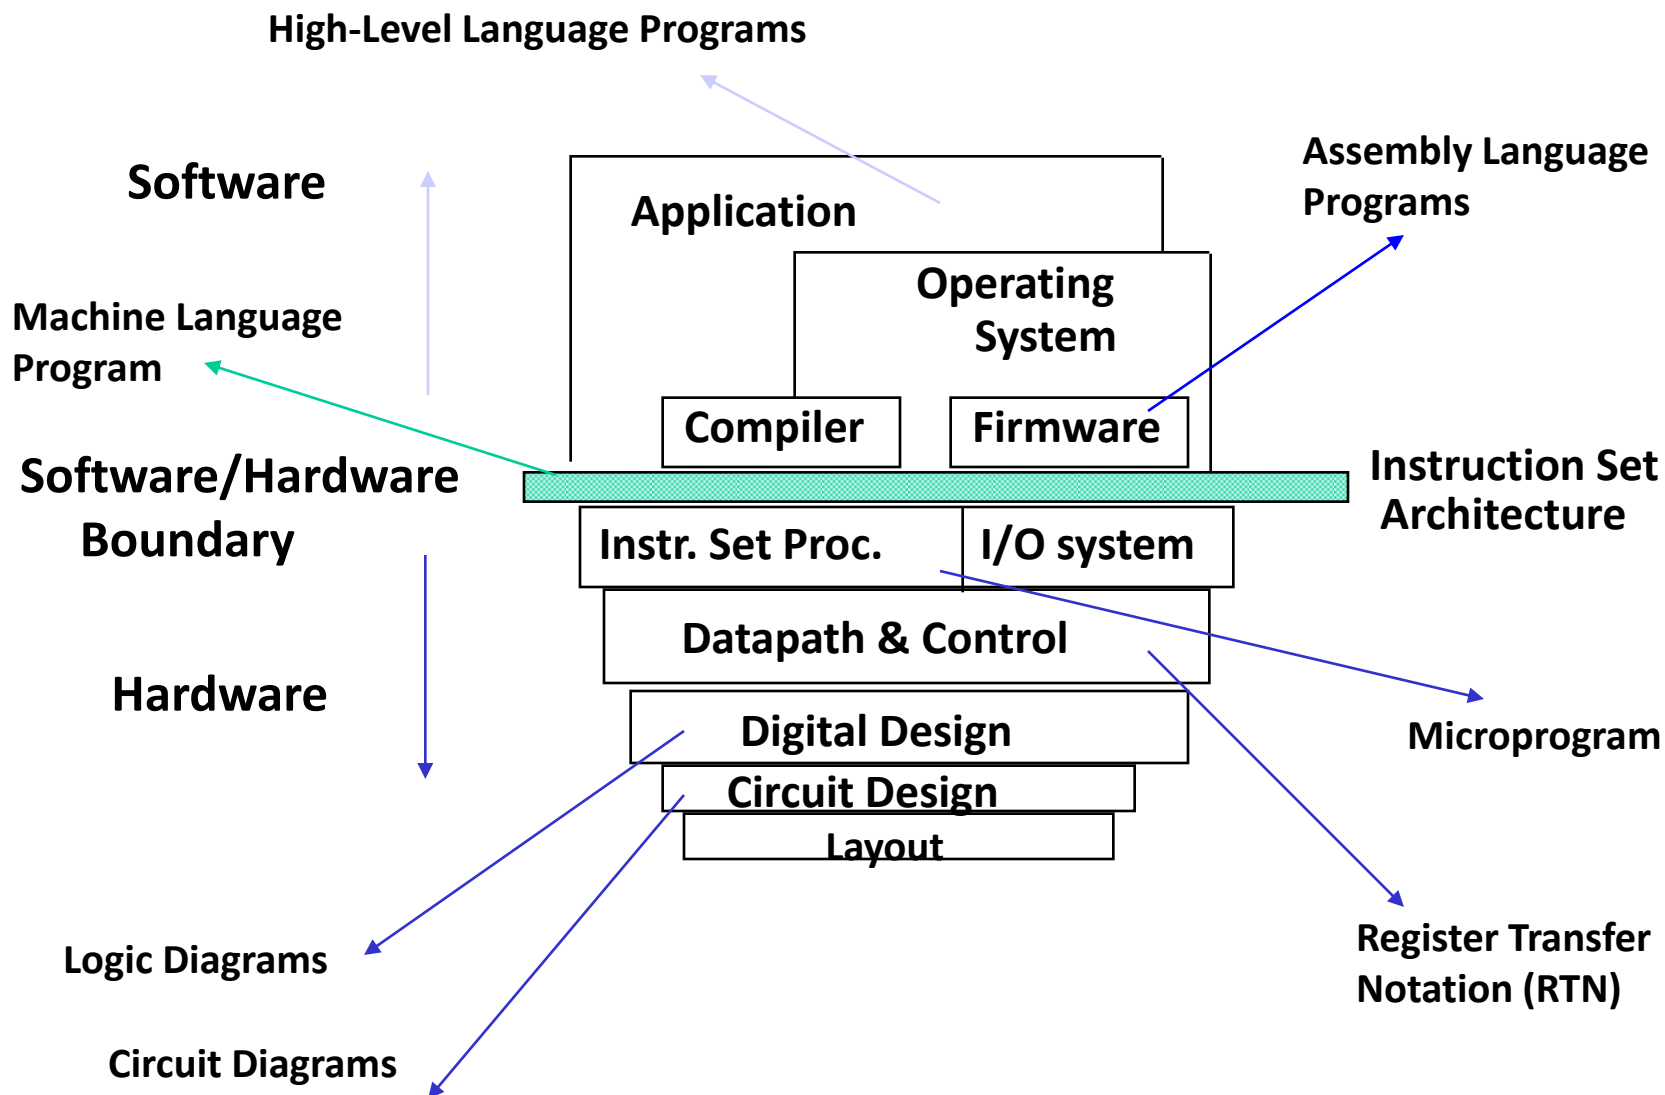 High-Level Language Programs
Assembly Language
Programs
Software
Application
Operating
System
Machine Language
Program
Compiler
Firmware
Software/Hardware
Boundary
Instruction Set
Architecture
Instr. Set Proc.
I/O system
Datapath & Control
Hardware
Digital Design
Microprogram
Circuit Design
Layout
Logic Diagrams
Register Transfer
Notation (RTN)
Circuit Diagrams